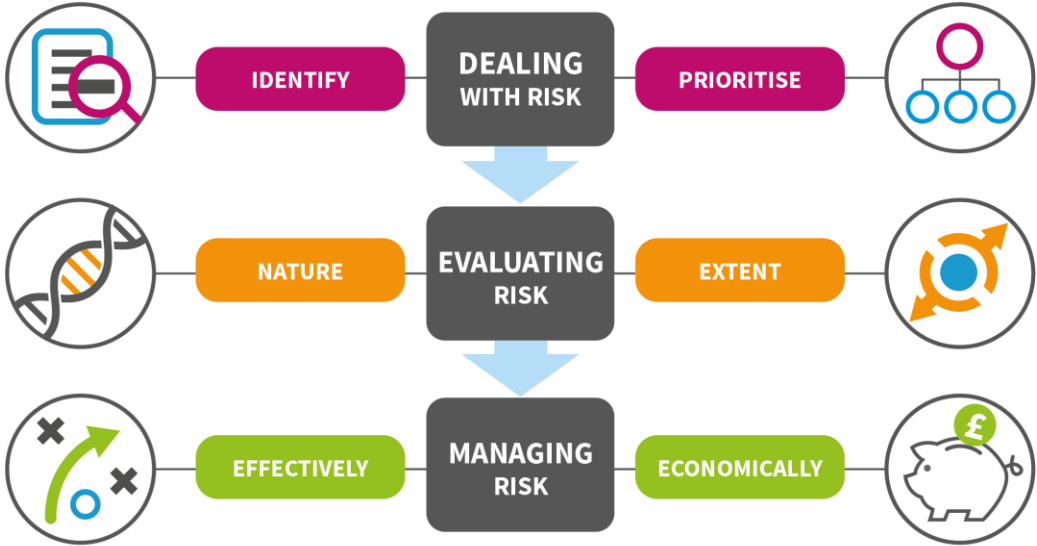 IDENTIFY
DEALING
WITH RISK
PRIORITISE
NATURE
EVALUATING
RISK
EXTENT
EFFECTIVELY
MANAGING
RISK
ECONOMICALLY
£